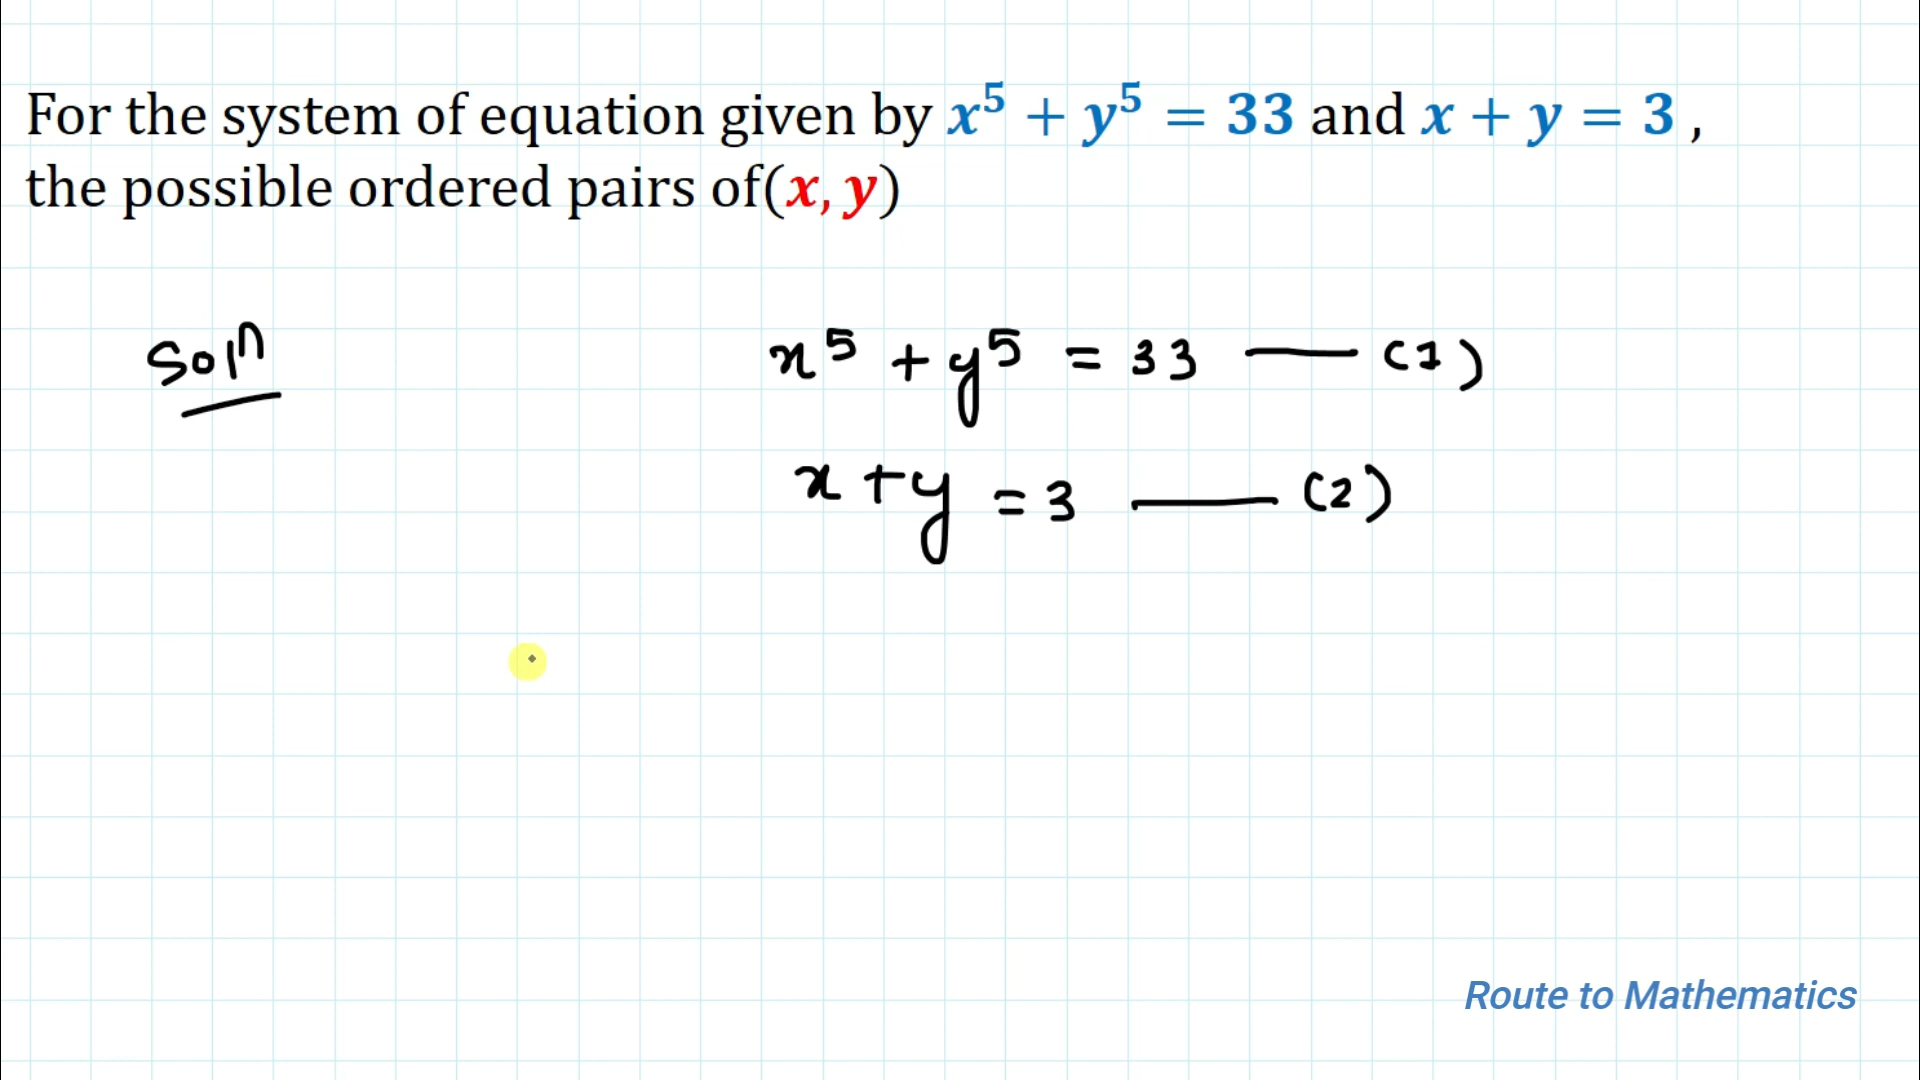 For the system of equation given by x⁵ + y⁵ = 33 and x + y = 3 ,
the possible ordered pairs of(x, y)
Solⁿ
x⁵ + y⁵ = 33 —— (1)
x + y = 3 —— (2)
Route to Mathematics